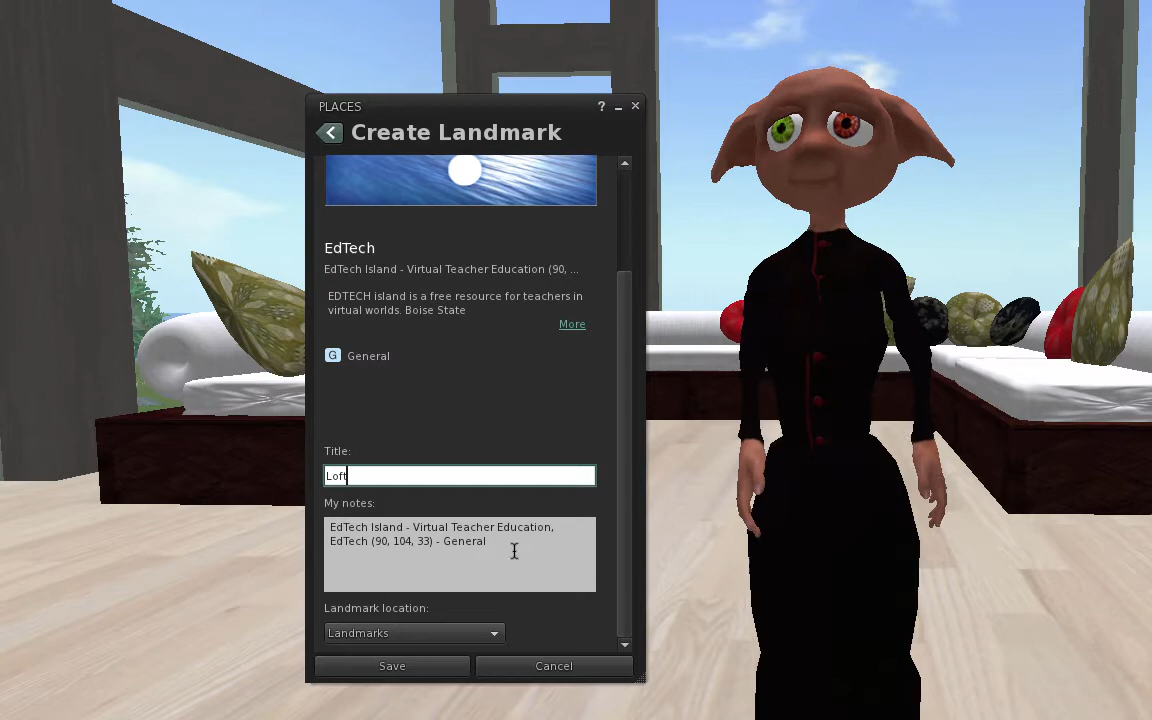 PLACES
?
Create Landmark
EdTech
EdTech Island - Virtual Teacher Education (90, ...
EDTECH island is a free resource for teachers in
virtual worlds. Boise State
More
G General
Title:
Loft
My notes:
EdTech Island - Virtual Teacher Education,
EdTech (90, 104, 33) - General
Landmark location:
Landmarks
Save
Cancel